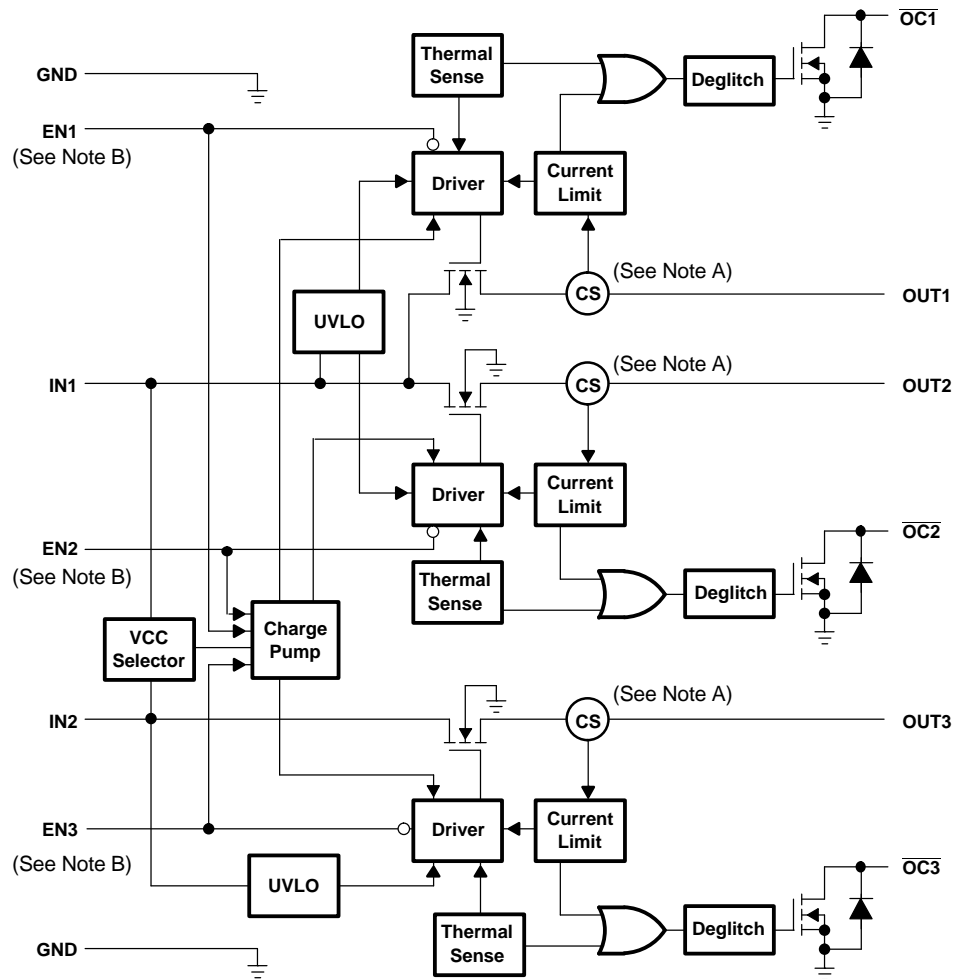 OC1
Thermal
Sense
GND
Deglitch
EN1
(See Note B)
Driver
Current
Limit
(See Note A)
CS
OUT1
UVLO
(See Note A)
IN1
CS
OUT2
Driver
Current
Limit
OC2
EN2
(See Note B)
Thermal
Sense
Deglitch
VCC
Selector
Charge
Pump
(See Note A)
IN2
CS
OUT3
EN3
(See Note B)
Driver
Current
Limit
OC3
UVLO
Thermal
Sense
Deglitch
GND